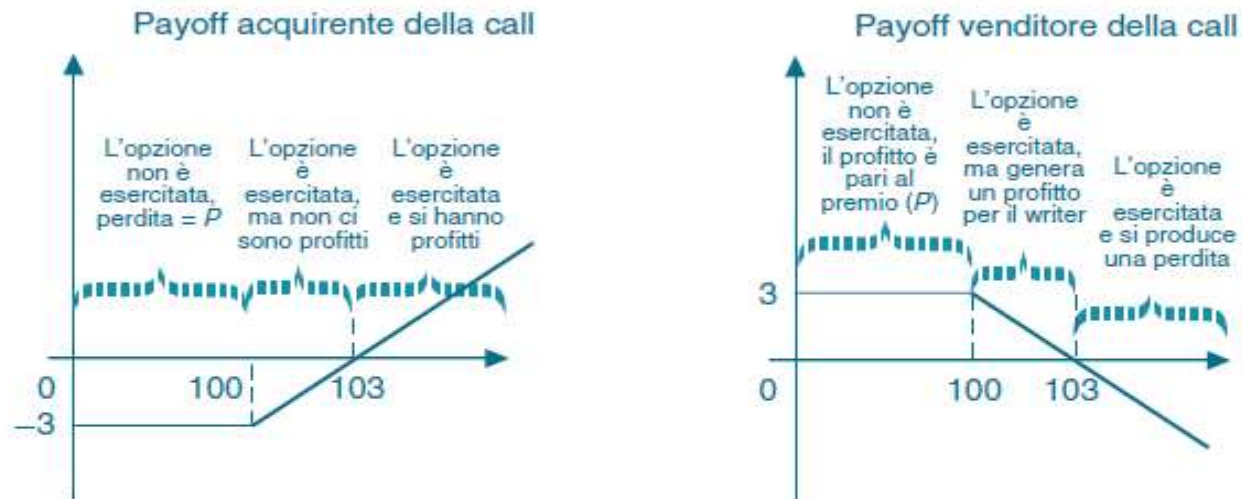 Payoff acquirente della call
L'opzione
non è
esercitata,
perdita = P
L'opzione
è
esercitata,
ma non ci
sono profitti
L'opzione
è
esercitata
e si hanno
profitti
0
100
103
–3
Payoff venditore della call
L'opzione
non è
esercitata,
il profitto è
pari al
premio (P)
L'opzione
è
esercitata,
ma genera
un profitto
per il writer
L'opzione
è
esercitata
e si produce
una perdita
3
0
100
103